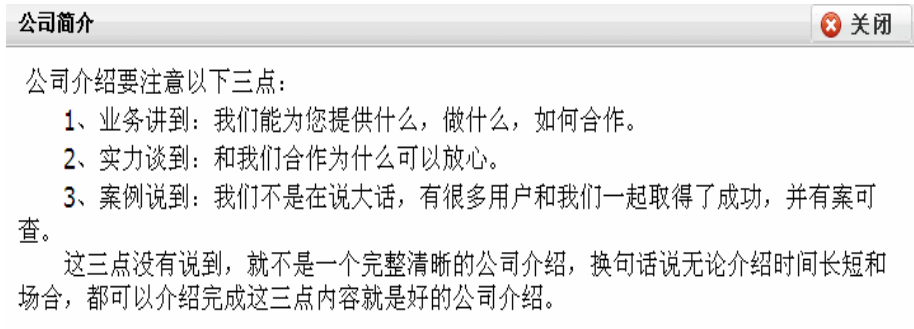 公司简介
关闭
公司介绍要注意以下三点：
1、业务讲到：我们能为您提供什么，做什么，如何合作。
2、实力谈到：和我们合作为什么可以放心。
3、案例说到：我们不是在说大话，有很多用户和我们一起取得了成功，并有案可
查。
这三点没有说到，就不是一个完整清晰的公司介绍，换句话说无论介绍时间长短和
场合，都可以介绍完成这三点内容就是好的公司介绍。